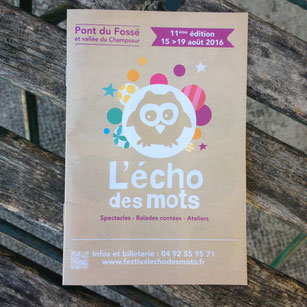 Pont du Fossé
et vallée du Champsaur
11ème édition
15 >19 août 2016
L'écho
des mots
Spectacles - Balades contées - Ateliers
Infos et billeterie : 04 92 55 95 71
www.festivalechodesmots.fr